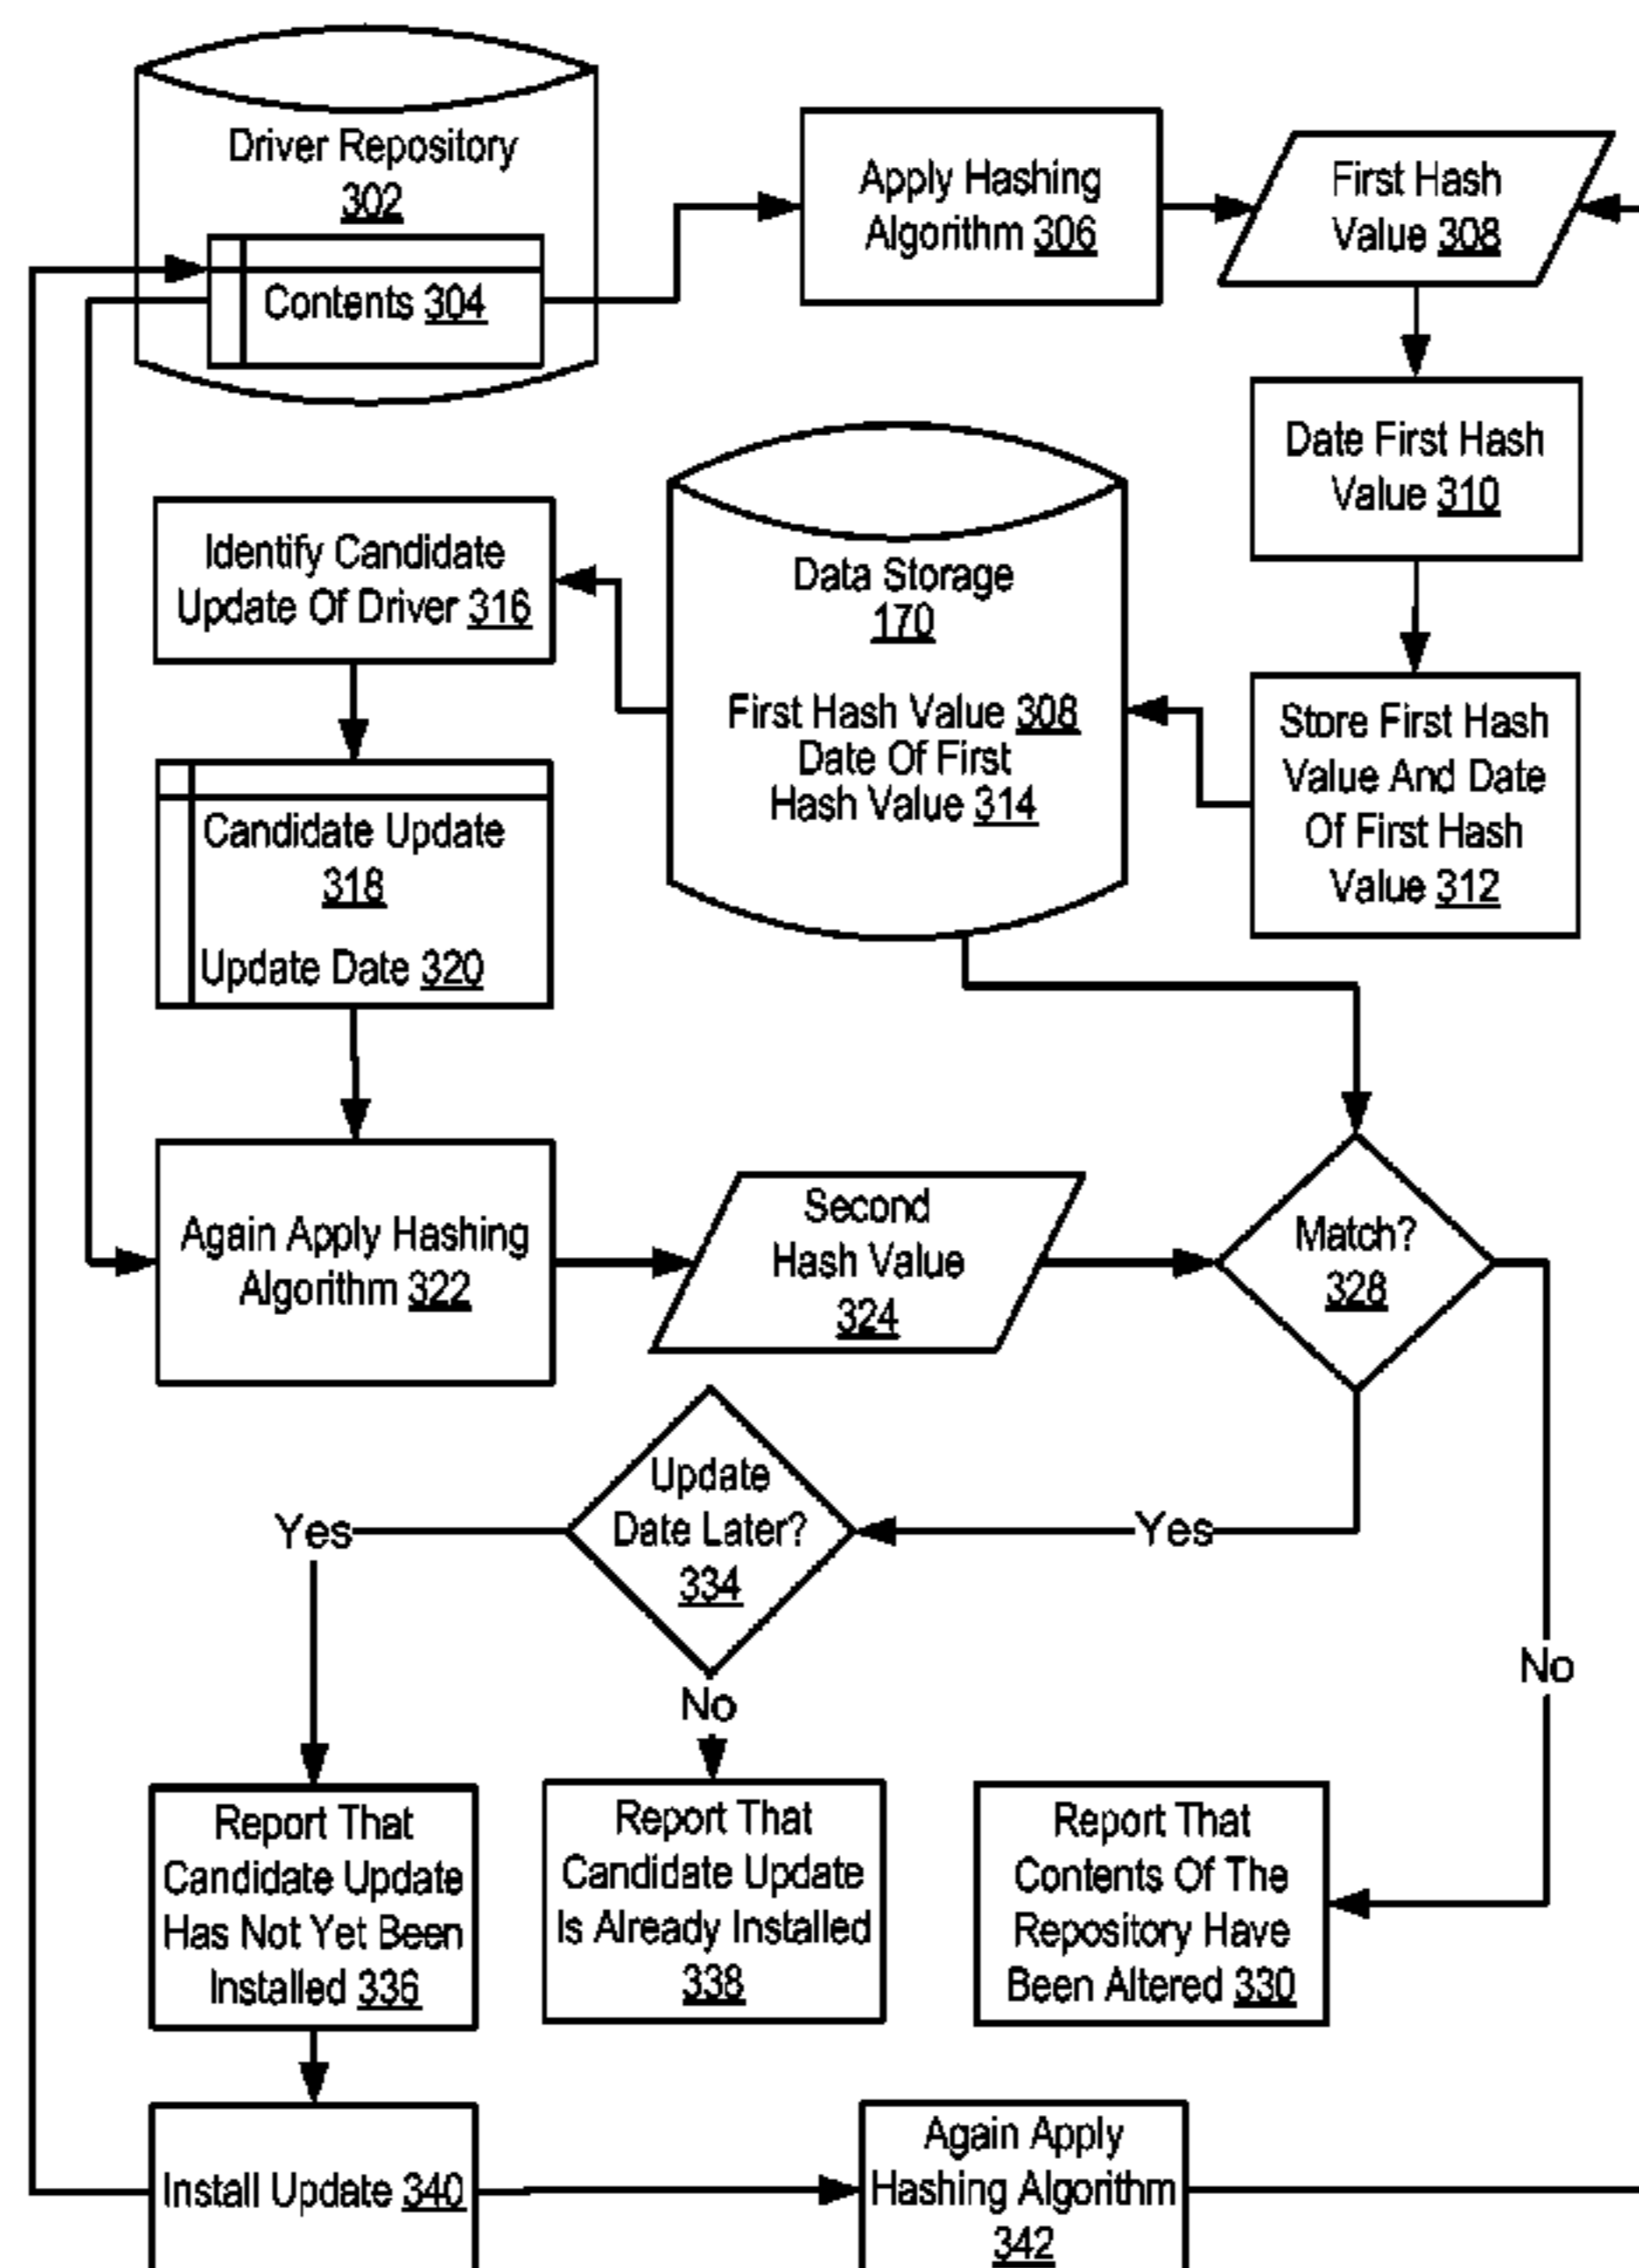 Driver Repository
302
Contents 304
Apply Hashing
Algorithm 306
First Hash
Value 308
Date First Hash
Value 310
Identify Candidate
Update Of Driver 316
Data Storage
170
First Hash Value 308
Date Of First
Hash Value 314
Store First Hash
Value And Date
Of First Hash
Value 312
Candidate Update
318
Update Date 320
Again Apply Hashing
Algorithm 322
Second
Hash Value
324
Match?
328
Update
Date Later?
334
Yes
Yes
No
No
Report That
Candidate Update
Has Not Yet Been
Installed 336
Report That
Candidate Update
Is Already Installed
338
Report That
Contents Of The
Repository Have
Been Altered 330
Install Update 340
Again Apply
Hashing Algorithm
342